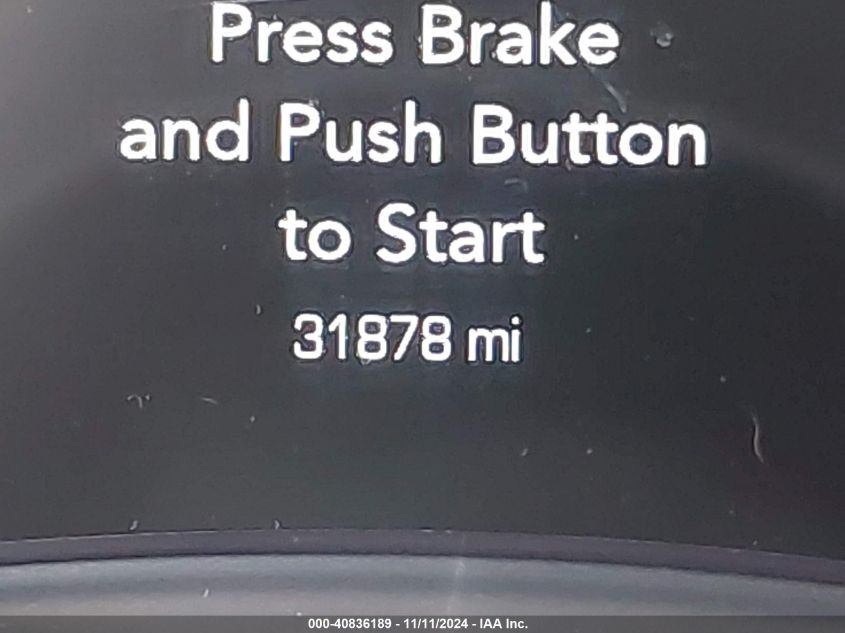 Press Brake
and Push Button
to Start
31878 mi
000-40836189 - 11/11/2024 - IAA Inc.